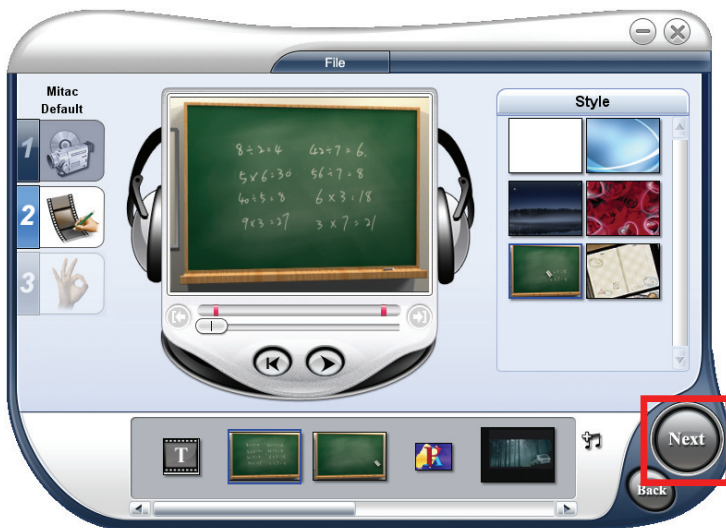 File
Mitac
Default
1
2
3
8÷2=4 42÷7=6.
5×6=30 56÷7=8
40÷5=8 6×3=18
9×3=27 3×7=21
Style
T
Next
Back